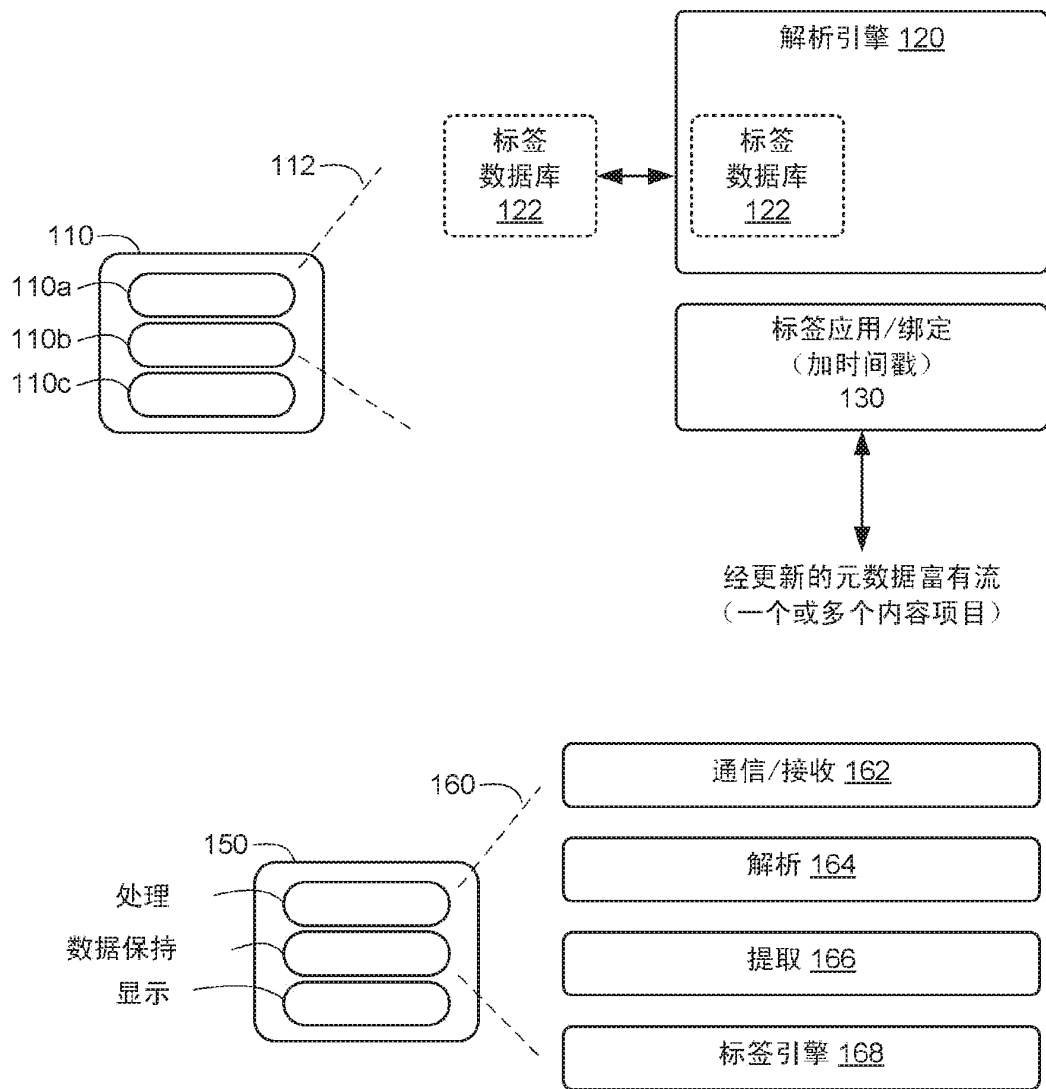 解析引擎 120
标签
数据库
122
标签
数据库
122
112
110
110a
110b
110c
标签应用/绑定
（加时间戳）
130
经更新的元数据富有流
（一个或多个内容项目）
160
150
处理
数据保持
显示
通信/接收 162
解析 164
提取 166
标签引擎 168